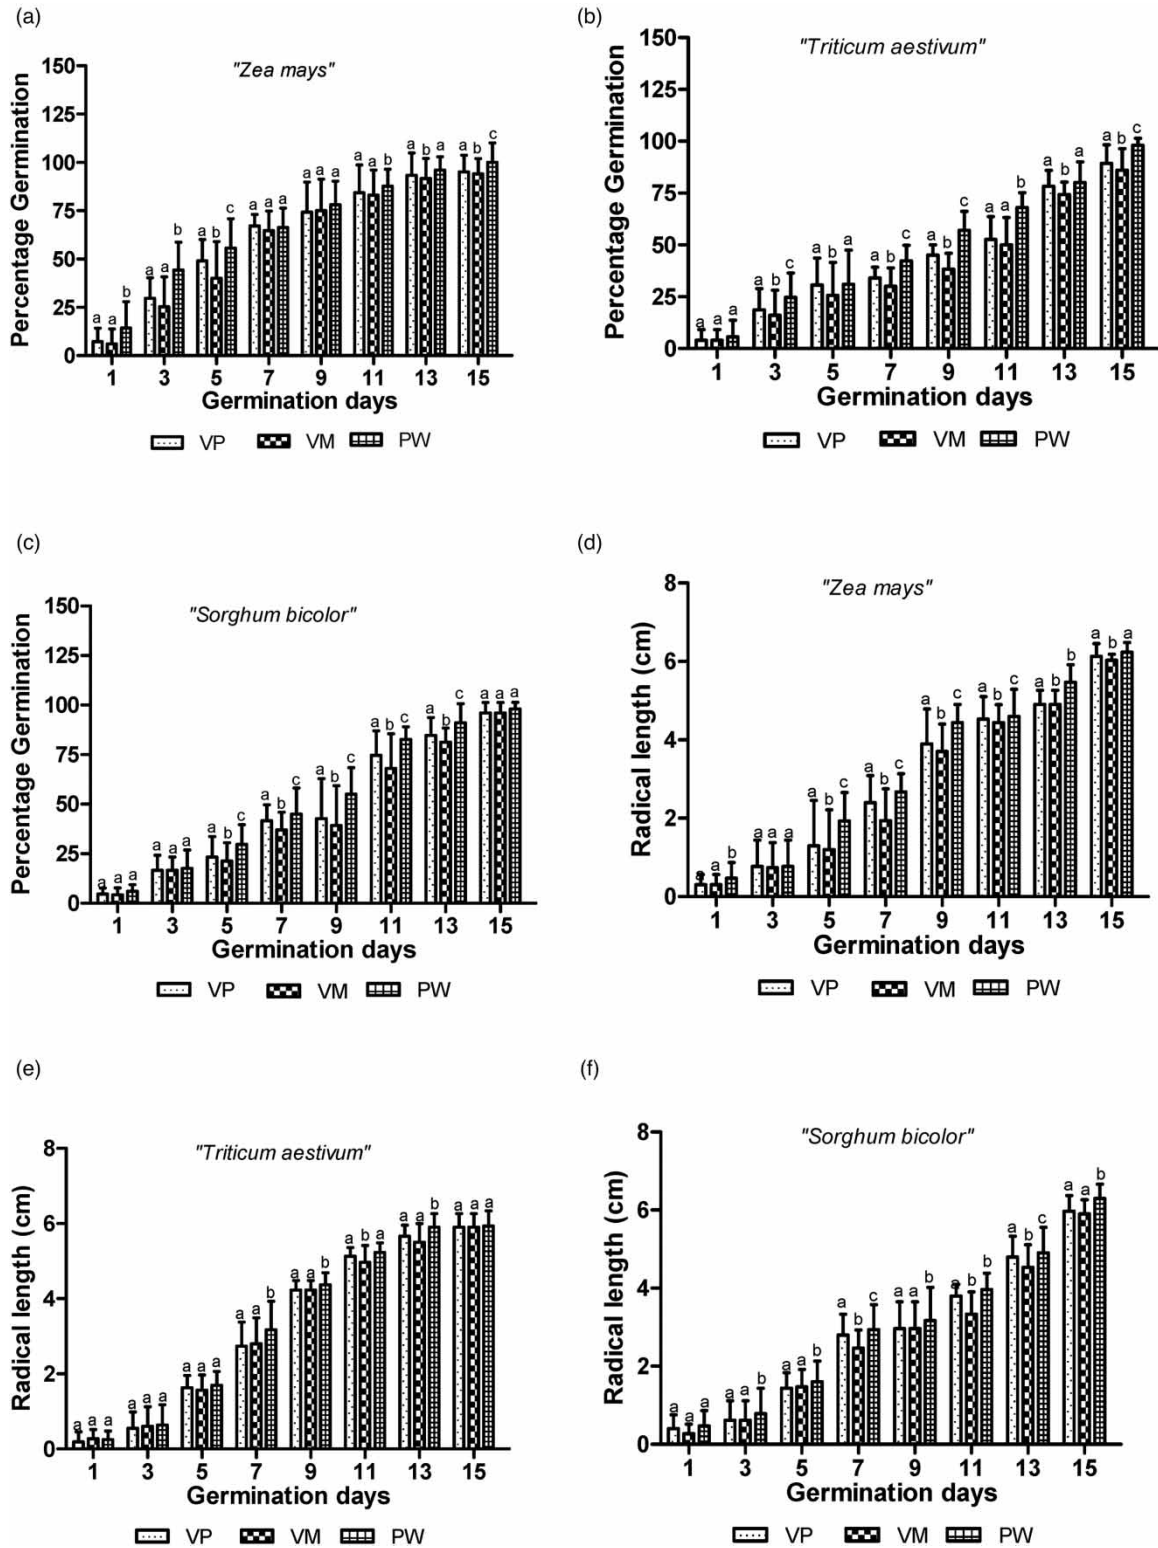 (a)
"Zea mays"
Percentage Germination
150
125
100
75
50
25
0
a a b
a a b
a b c
a a a
a a a
a a b
a b a
a b c
1 3 5 7 9 11 13 15
Germination days
VP VM PW
(b)
"Triticum aestivum"
Percentage Germination
150
100
75
50
25
0
a a a
a b c
a b a
a b c
a b c
a a b
a b a
a b c
1 3 5 7 9 11 13 15
Germination days
VP VM PW
(c)
"Sorghum bicolor"
Percentage Germination
150
125
100
75
50
25
0
a a a
a a a
a b c
a b c
a b c
a b c
a b c
a a a
1 3 5 7 9 11 13 15
Germination days
VP VM PW
(d)
"Zea mays"
Radical length (cm)
8
6
4
2
0
a a b
a a a
a b c
a b c
a b c
a b c
a a b
a b a
1 3 5 7 9 11 13 15
Germination days
VP VM PW
(e)
"Triticum aestivum"
Radical length (cm)
8
6
4
2
0
a a a
a a a
a a a
a a b
a a b
a b a
a a b
a a a
1 3 5 7 9 11 13 15
Germination days
VP VM PW
(f)
"Sorghum bicolor"
Radical length (cm)
8
6
4
2
0
a a a
a a b
a a b
a b c
a a b
a b b
a b c
a a b
1 3 5 7 9 11 13 15
Germination days
VP VM PW